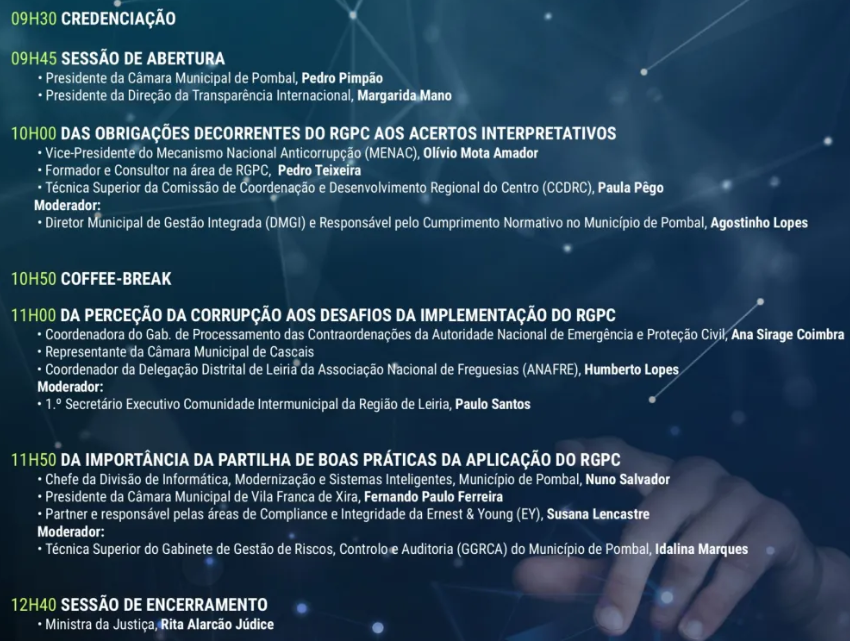 09H30 CREDENCIAÇÃO
09H45 SESSÃO DE ABERTURA
• Presidente da Câmara Municipal de Pombal, Pedro Pimpão
• Presidente da Direção da Transparência Internacional, Margarida Mano
10H00 DAS OBRIGAÇÕES DECORRENTES DO RGPC AOS ACERTOS INTERPRETATIVOS
• Vice-Presidente do Mecanismo Nacional Anticorrupção (MENAC), Olívio Mota Amador
• Formador e Consultor na área de RGPC, Pedro Teixeira
• Técnica Superior da Comissão de Coordenação e Desenvolvimento Regional do Centro (CCDRC), Paula Pêgo
Moderador:
• Diretor Municipal de Gestão Integrada (DMGI) e Responsável pelo Cumprimento Normativo no Município de Pombal, Agostinho Lopes
10H50 COFFEE-BREAK
11H00 DA PERCEÇÃO DA CORRUPÇÃO AOS DESAFIOS DA IMPLEMENTAÇÃO DO RGPC
• Coordenadora do Gab. de Processamento das Contraordenações da Autoridade Nacional de Emergência e Proteção Civil, Ana Sirage Coimbra
• Representante da Câmara Municipal de Cascais
• Coordenador da Delegação Distrital de Leiria da Associação Nacional de Freguesias (ANAFRE), Humberto Lopes
Moderador:
• 1.º Secretário Executivo Comunidade Intermunicipal da Região de Leiria, Paulo Santos
11H50 DA IMPORTÂNCIA DA PARTILHA DE BOAS PRÁTICAS DA APLICAÇÃO DO RGPC
• Chefe da Divisão de Informática, Modernização e Sistemas Inteligentes, Município de Pombal, Nuno Salvador
• Presidente da Câmara Municipal de Vila Franca de Xira, Fernando Paulo Ferreira
• Partner e responsável pelas áreas de Compliance e Integridade da Ernest & Young (EY), Susana Lencastre
Moderador:
• Técnica Superior do Gabinete de Gestão de Riscos, Controlo e Auditoria (GGRCA) do Município de Pombal, Idalina Marques
12H40 SESSÃO DE ENCERRAMENTO
• Ministra da Justiça, Rita Alarcão Júdice